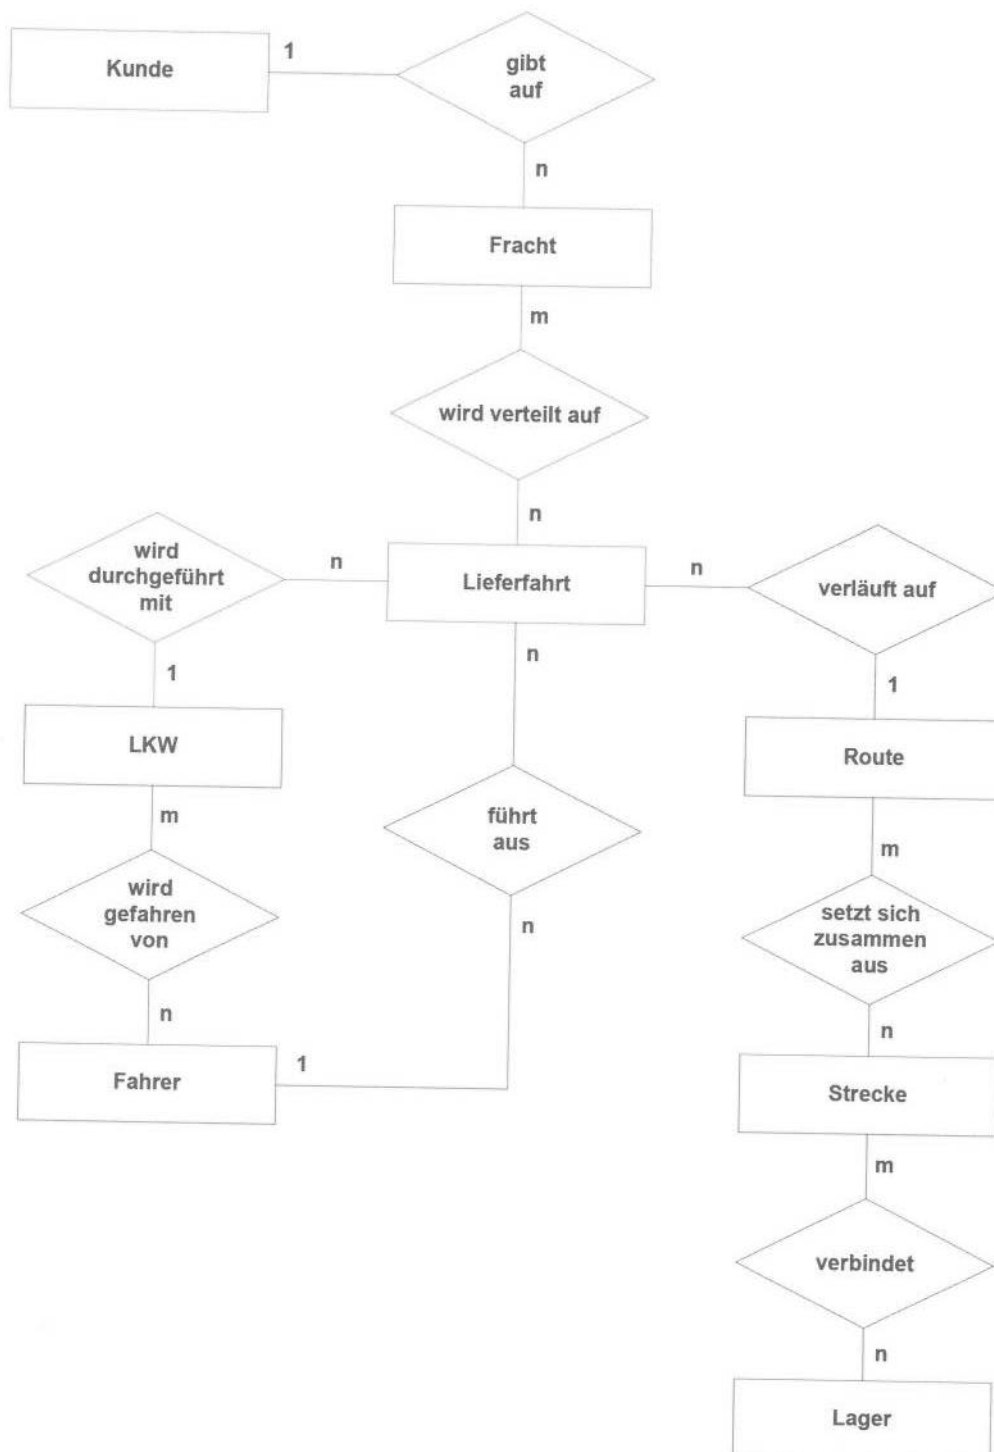 Kunde
1
gibt
auf
n
Fracht
m
wird verteilt auf
n
wird
durchgeführt
mit
n
Lieferfahrt
n
verläuft auf
1
n
1
LKW
Route
m
führt
aus
m
wird
gefahren
von
n
setzt sich
zusammen
aus
n
n
Fahrer
1
Strecke
m
verbindet
n
Lager